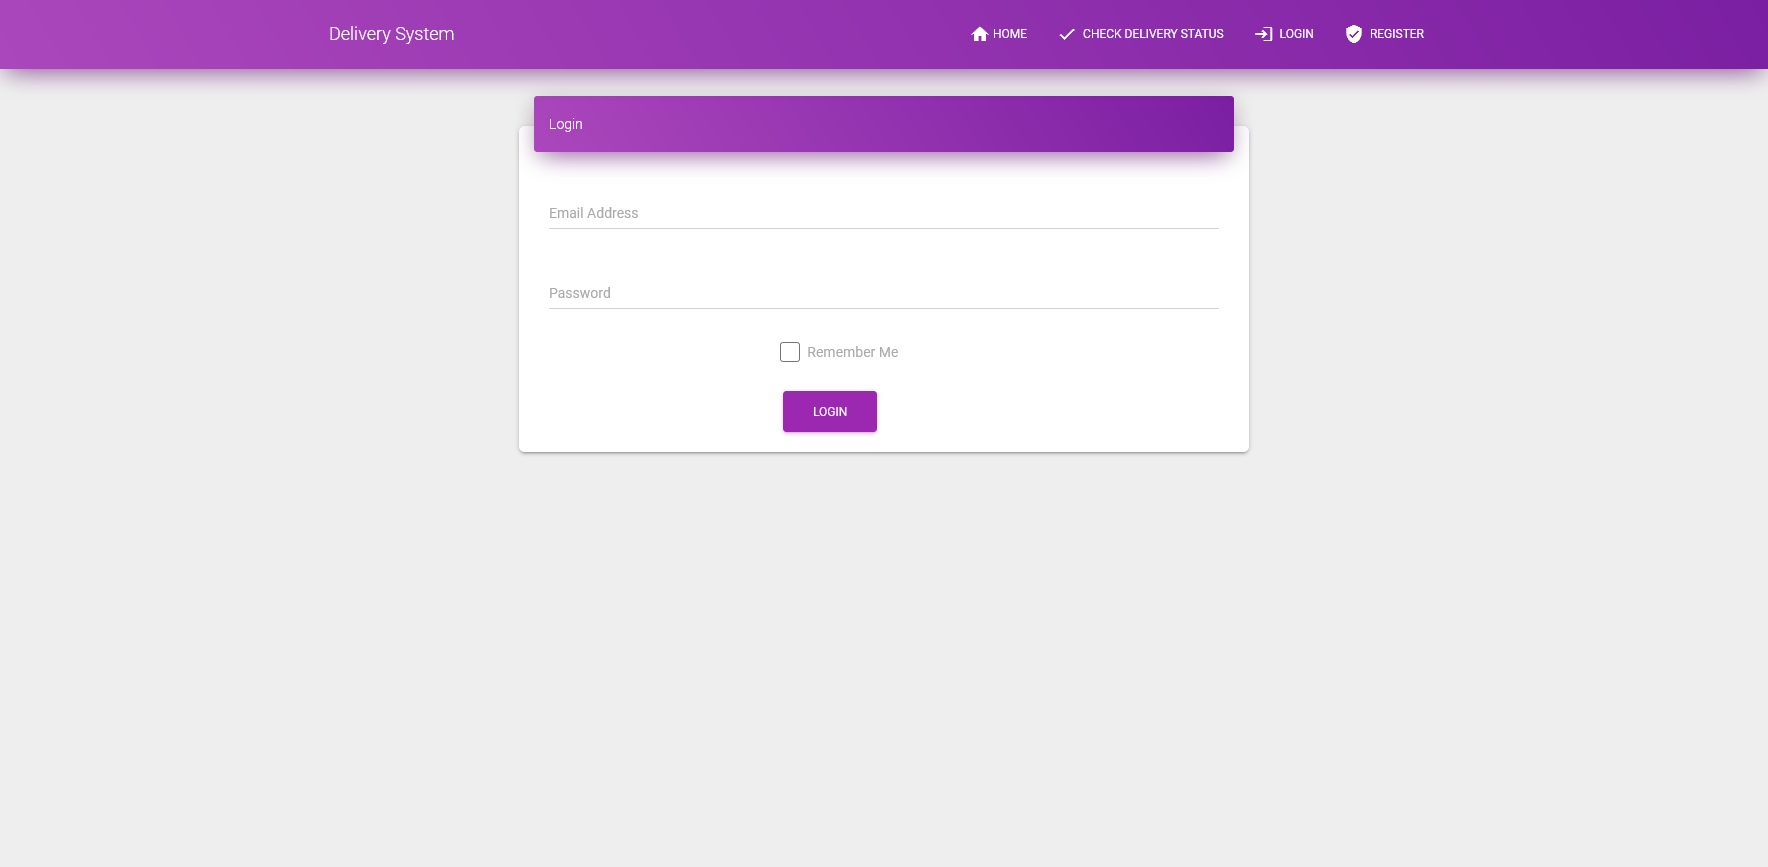 Delivery System
HOME
CHECK DELIVERY STATUS
LOGIN
REGISTER
Login
Email Address
Password
Remember Me
LOGIN